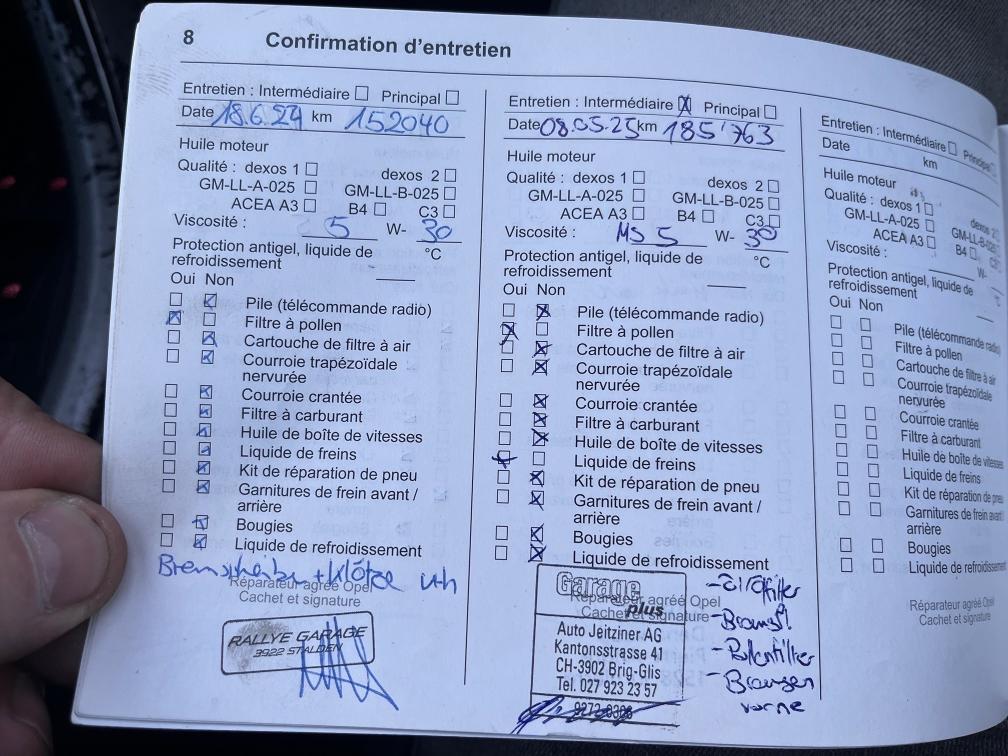 8 Confirmation d'entretien
Entretien : Intermédiaire Principal
Date 18.6.24 km 152040
Huile moteur
Qualité : dexos 1 dexos 2
GM-LL-A-025 GM-LL-B-025
ACEA A3 B4 C3
Viscosité : 5 W- 30
Protection antigel, liquide de
refroidissement °C
Oui Non
Pile (télécommande radio)
Filtre à pollen
Cartouche de filtre à air
Courroie trapézoïdale
nervurée
Courroie crantée
Filtre à carburant
Huile de boîte de vitesses
Liquide de freins
Kit de réparation de pneu
Garnitures de frein avant /
arrière
Bougies
Liquide de refroidissement
Bremsscheiben + Klötze
Réparateur agréé Opel
Cachet et signature
RALLYE GARAGE
3922 STALDEN
Entretien : Intermédiaire X Principal
Date 08.05.25 km 185'763
Huile moteur
Qualité : dexos 1 dexos 2
GM-LL-A-025 GM-LL-B-025
ACEA A3 B4 C3
Viscosité : MS 5 W- 30
Protection antigel, liquide de
refroidissement °C
Oui Non
Pile (télécommande radio)
Filtre à pollen
Cartouche de filtre à air
Courroie trapézoïdale
nervurée
Courroie crantée
Filtre à carburant
Huile de boîte de vitesses
Liquide de freins
Kit de réparation de pneu
Garnitures de frein avant /
arrière
Bougies
Liquide de refroidissement
Réparateur agréé Opel
Cachet et signature
Garage
plus
Auto Jeitziner AG
Kantonsstrasse 41
CH-3902 Brig-Glis
Tel. 027 923 23 57
- Bremsfl.
- Pollenfilter
- Bremsen
vorne
Entretien : Intermédiaire
Date km
Huile moteur
Qualité : dexos 1
GM-LL-A-025
ACEA A3 B4
Viscosité :
Protection antigel, liquide de
refroidissement
Oui Non
Pile (télécommande radio)
Filtre à pollen
Cartouche de filtre à air
Courroie trapézoïdale
nervurée
Courroie crantée
Filtre à carburant
Huile de boîte de vitesses
Liquide de freins
Kit de réparation de pneu
Garnitures de frein avant
arrière
Bougies
Liquide de refroidissement
Réparateur agréé Opel
Cachet et signature